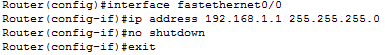 Router(config)#interface fastethernet0/0
Router(config-if)#ip address 192.168.1.1 255.255.255.0
Router(config-if)#no shutdown
Router(config-if)#exit